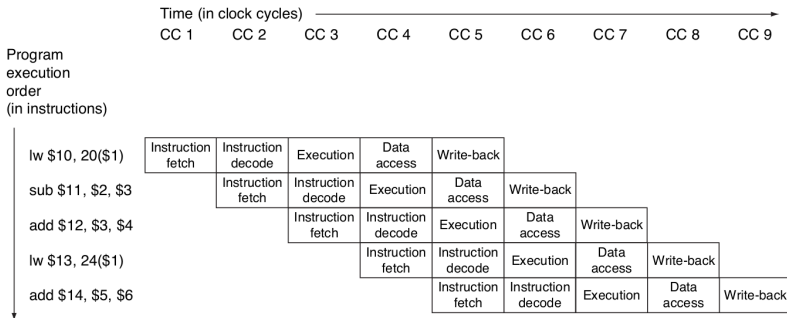 Time (in clock cycles)
CC 1 CC 2 CC 3 CC 4 CC 5 CC 6 CC 7 CC 8 CC 9
Program
execution
order
(in instructions)
lw $10, 20($1) Instruction fetch Instruction decode Execution Data access Write-back
sub $11, $2, $3 Instruction fetch Instruction decode Execution Data access Write-back
add $12, $3, $4 Instruction fetch Instruction decode Execution Data access Write-back
lw $13, 24($1) Instruction fetch Instruction decode Execution Data access Write-back
add $14, $5, $6 Instruction fetch Instruction decode Execution Data access Write-back